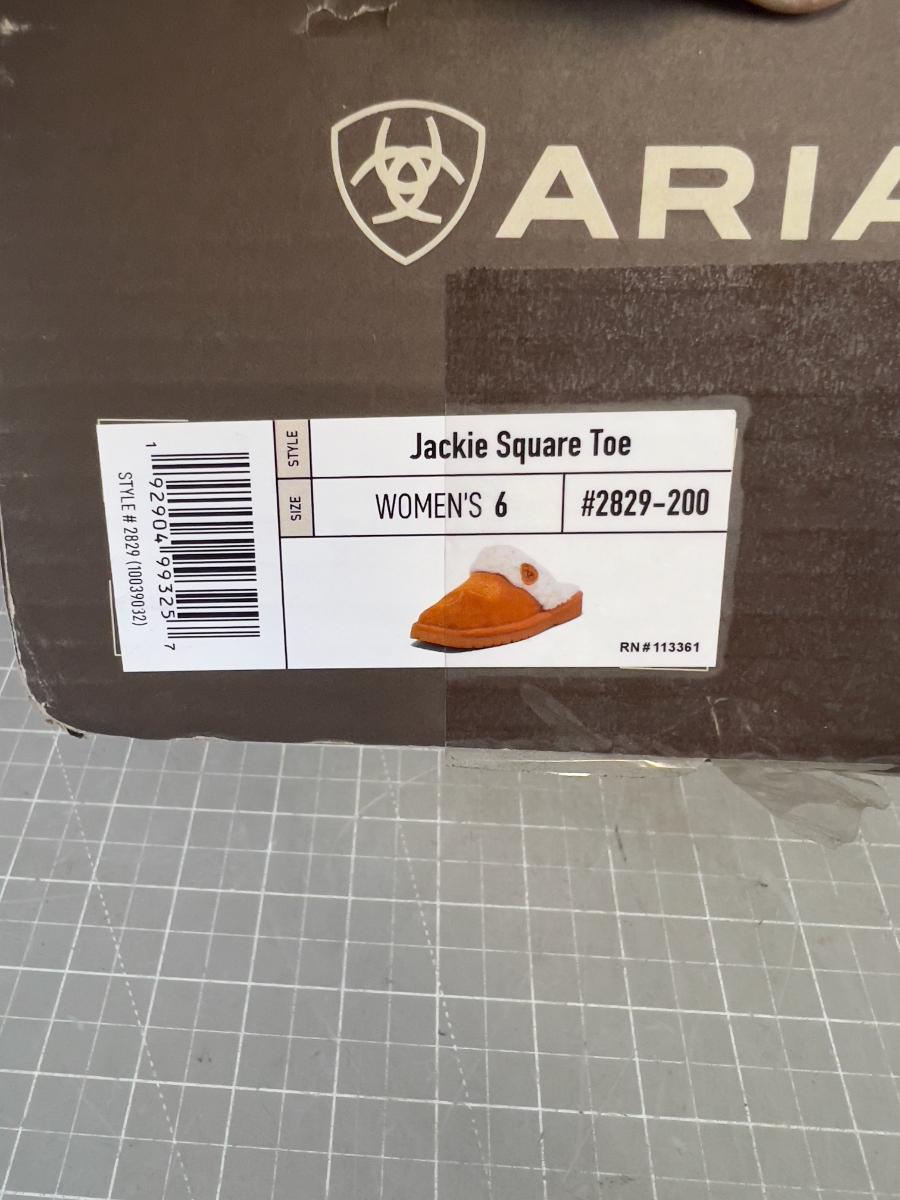 ARIA
STYLE
Jackie Square Toe
SIZE
WOMEN'S 6
#2829-200
RN#113361
1 92904 99325 7
STYLE # 2829 (10039032)